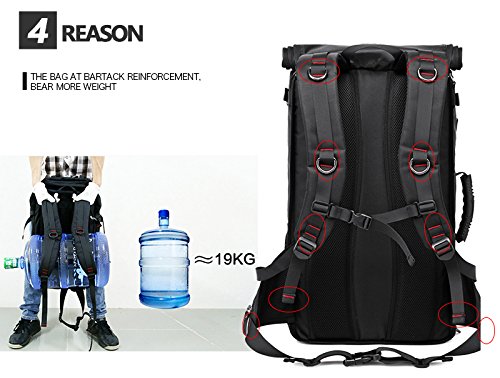 4 REASON
THE BAG AT BARTACK REINFORCEMENT,
BEAR MORE WEIGHT
≈19KG